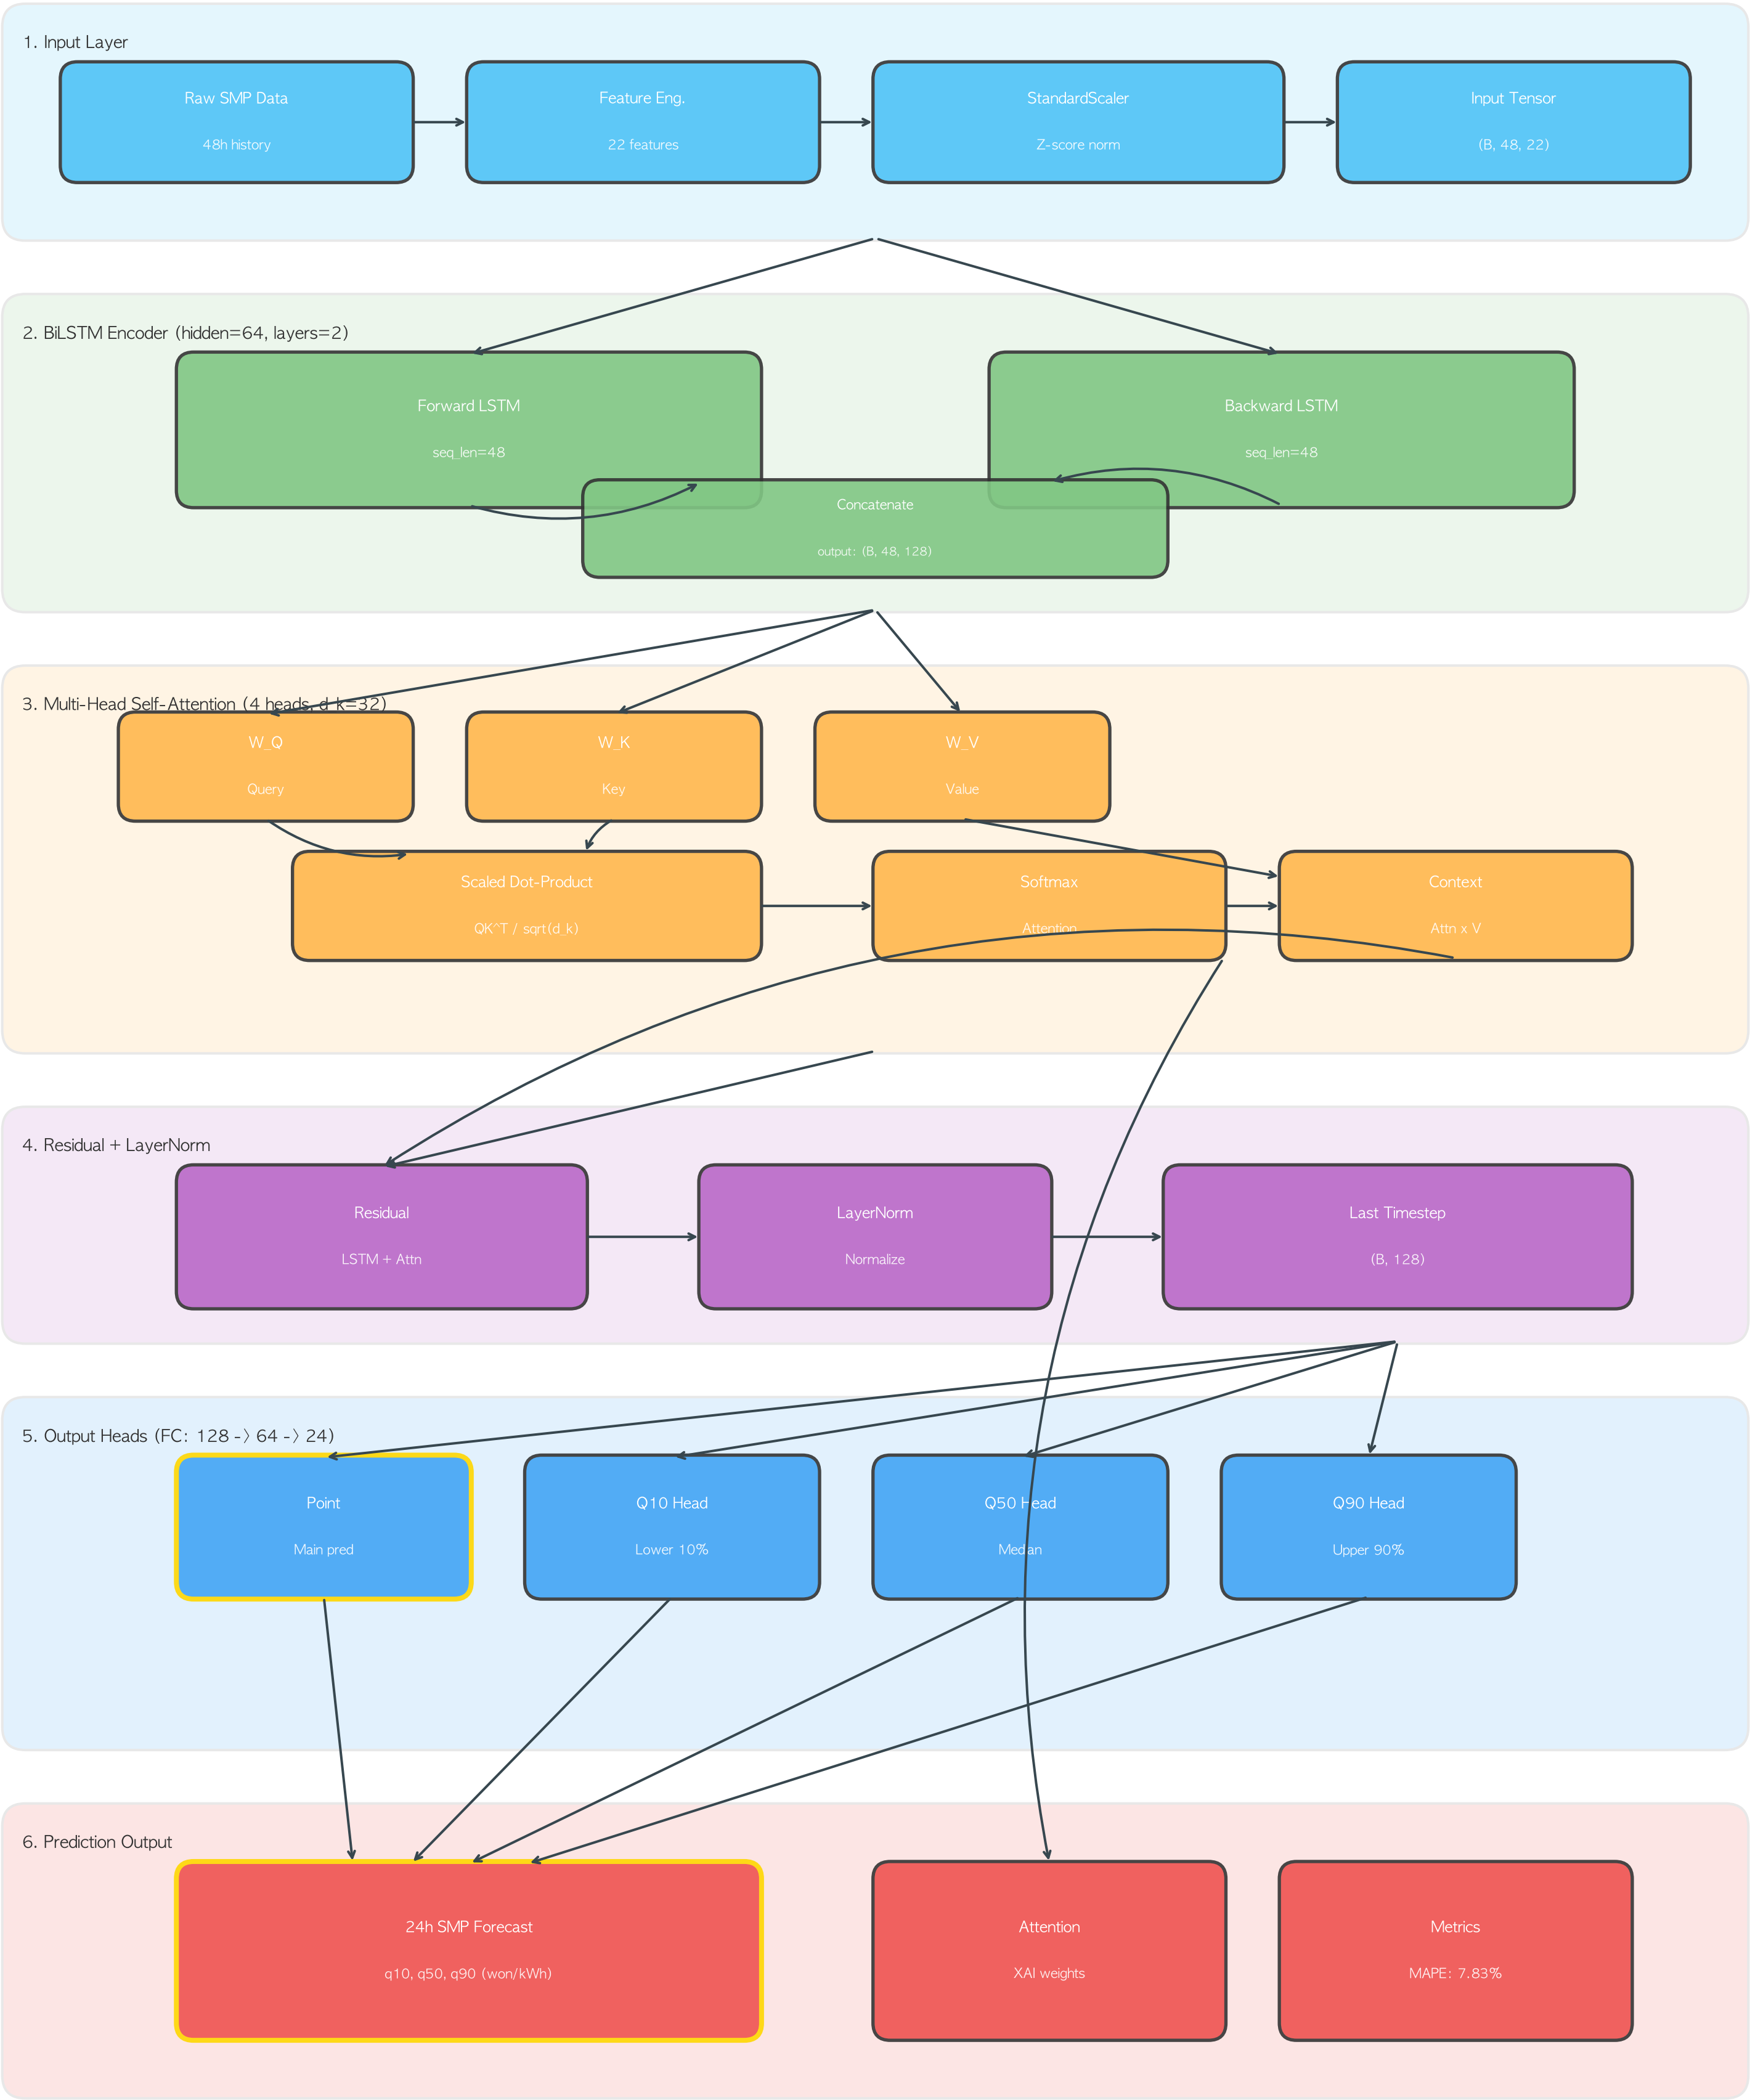 1. Input Layer
Raw SMP Data
48h history
Feature Eng.
22 features
StandardScaler
Z-score norm
Input Tensor
(B, 48, 22)
2. BiLSTM Encoder (hidden=64, layers=2)
Forward LSTM
seq_len=48
Backward LSTM
seq_len=48
Concatenate
output: (B, 48, 128)
3. Multi-Head Self-Attention (4 heads, d_k=32)
W_Q
Query
W_K
Key
W_V
Value
Scaled Dot-Product
QK^T / sqrt(d_k)
Softmax
Attention
Context
Attn x V
4. Residual + LayerNorm
Residual
LSTM + Attn
LayerNorm
Normalize
Last Timestep
(B, 128)
5. Output Heads (FC: 128 -> 64 -> 24)
Point
Main pred
Q10 Head
Lower 10%
Q50 Head
Median
Q90 Head
Upper 90%
6. Prediction Output
24h SMP Forecast
q10, q50, q90 (won/kWh)
Attention
XAI weights
Metrics
MAPE: 7.83%